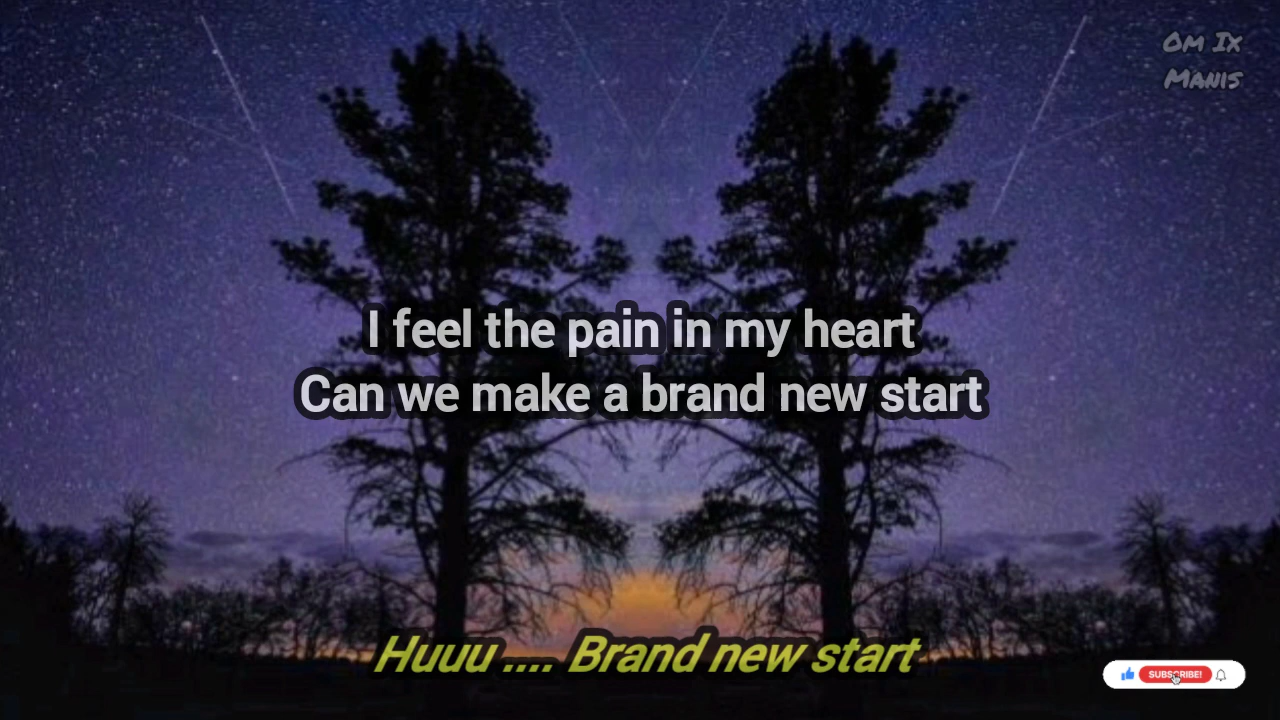 Om Ix
Manis
I feel the pain in my heart
Can we make a brand new start
Huuu .... Brand new start
SUBSCRIBE!